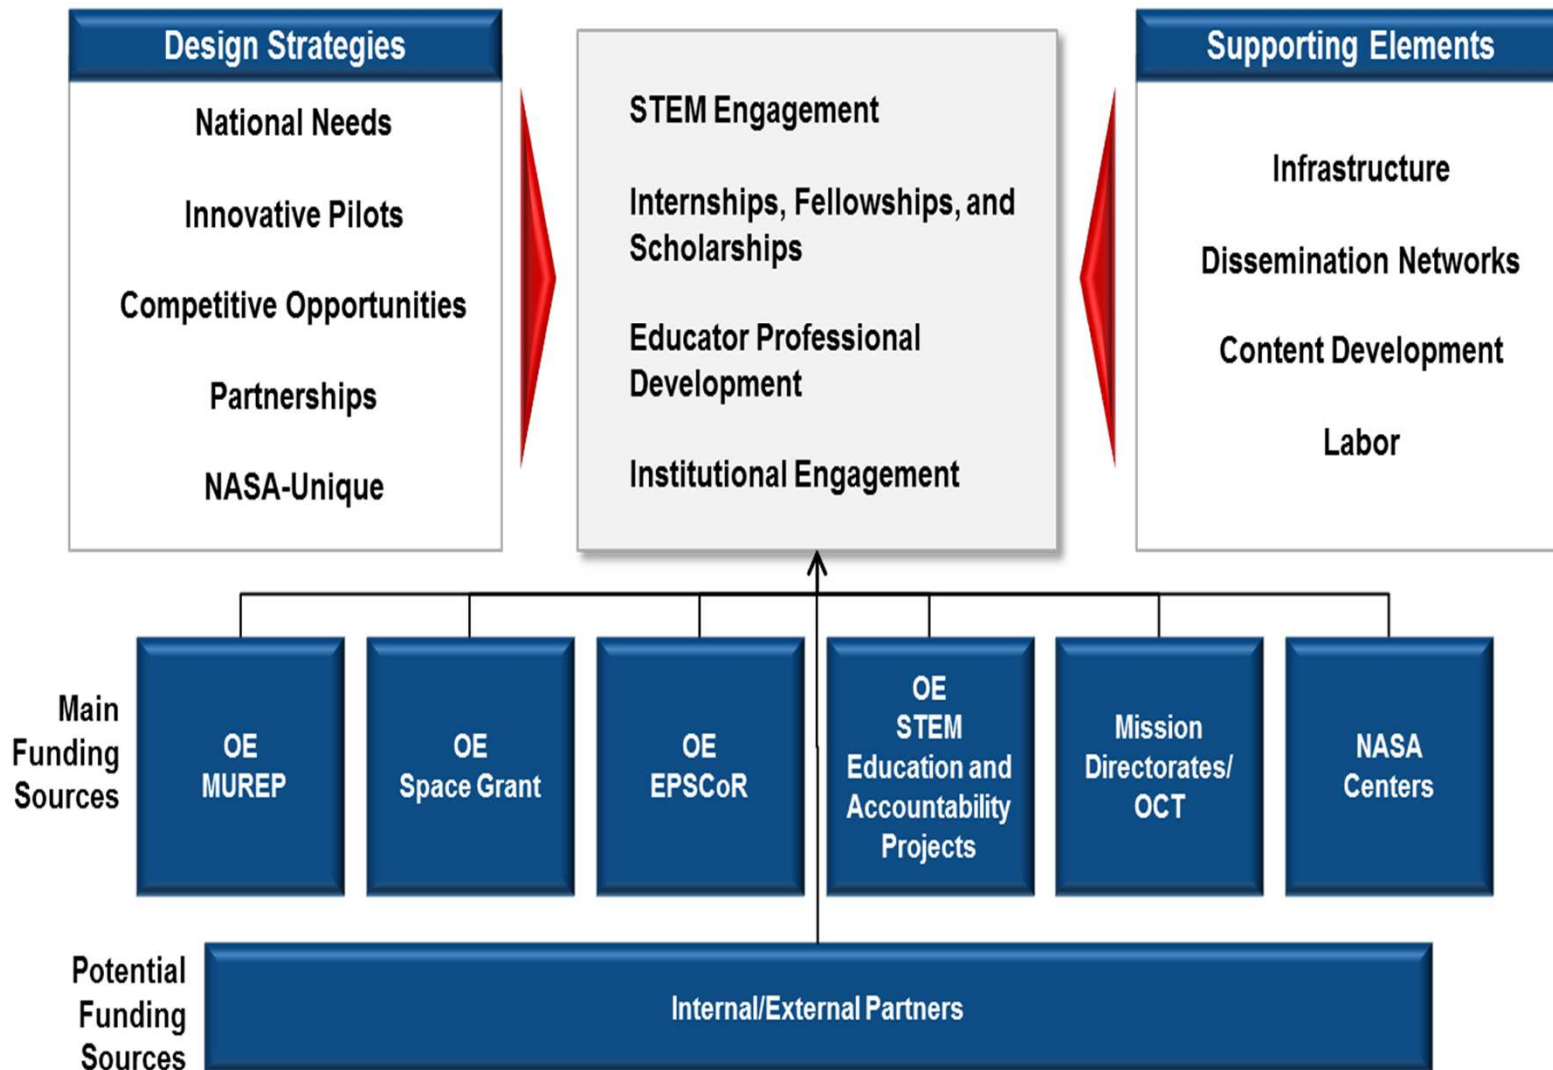 Design Strategies
National Needs
Innovative Pilots
Competitive Opportunities
Partnerships
NASA-Unique
STEM Engagement
Internships, Fellowships, and
Scholarships
Educator Professional
Development
Institutional Engagement
Supporting Elements
Infrastructure
Dissemination Networks
Content Development
Labor
Main
Funding
Sources
OE
MUREP
OE
Space Grant
OE
EPSCoR
OE
STEM
Education and
Accountability
Projects
Mission
Directorates/
OCT
NASA
Centers
Potential
Funding
Sources
Internal/External Partners